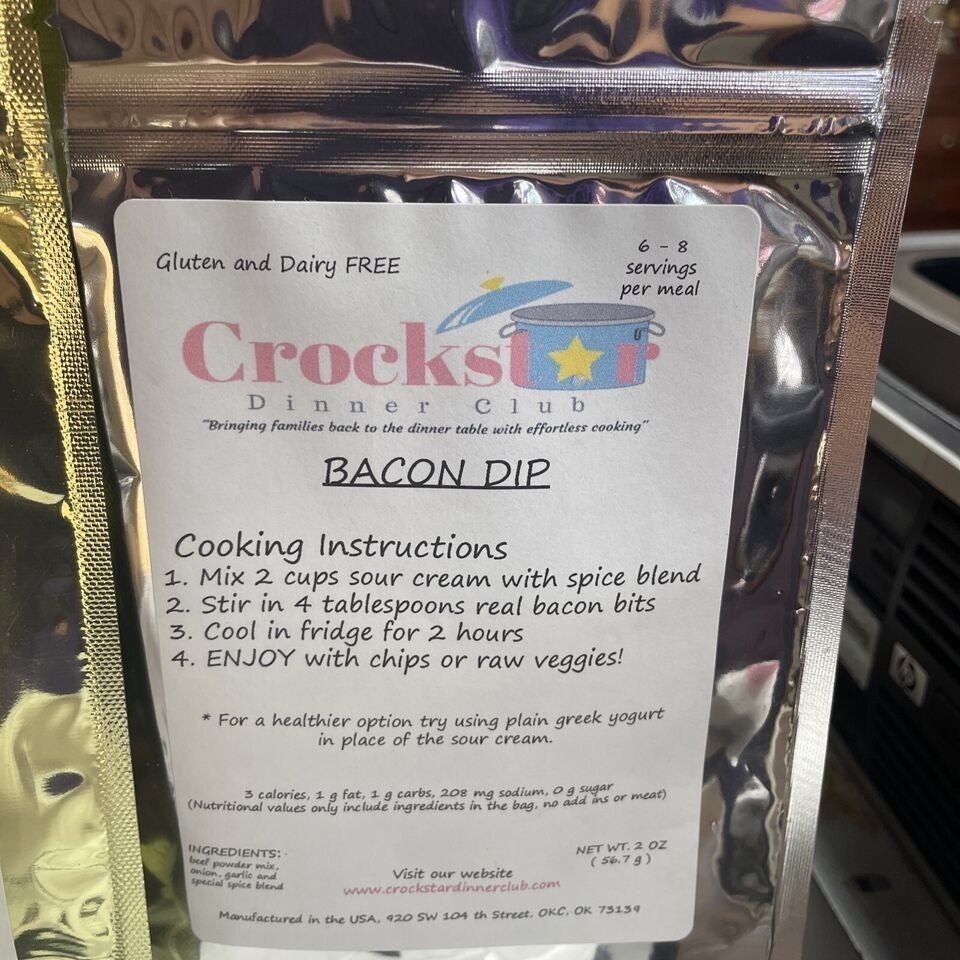 Gluten and Dairy FREE
6 - 8
servings
per meal
Crockstar
Dinner Club
"Bringing families back to the dinner table with effortless cooking"
BACON DIP
Cooking Instructions
1. Mix 2 cups sour cream with spice blend
2. Stir in 4 tablespoons real bacon bits
3. Cool in fridge for 2 hours
4. ENJOY with chips or raw veggies!
* For a healthier option try using plain greek yogurt
in place of the sour cream.
3 calories, 1 g fat, 1 g carbs, 208 mg sodium, 0 g sugar
(Nutritional values only include ingredients in the bag, no add ins or meat)
INGREDIENTS:
beef powder mix,
onion, garlic and
special spice blend
NET WT. 2 OZ
(56.7 g)
Visit our website
www.crockstardinnerclub.com
Manufactured in the USA, 920 SW 104 th Street, OKC, OK 73139
hp